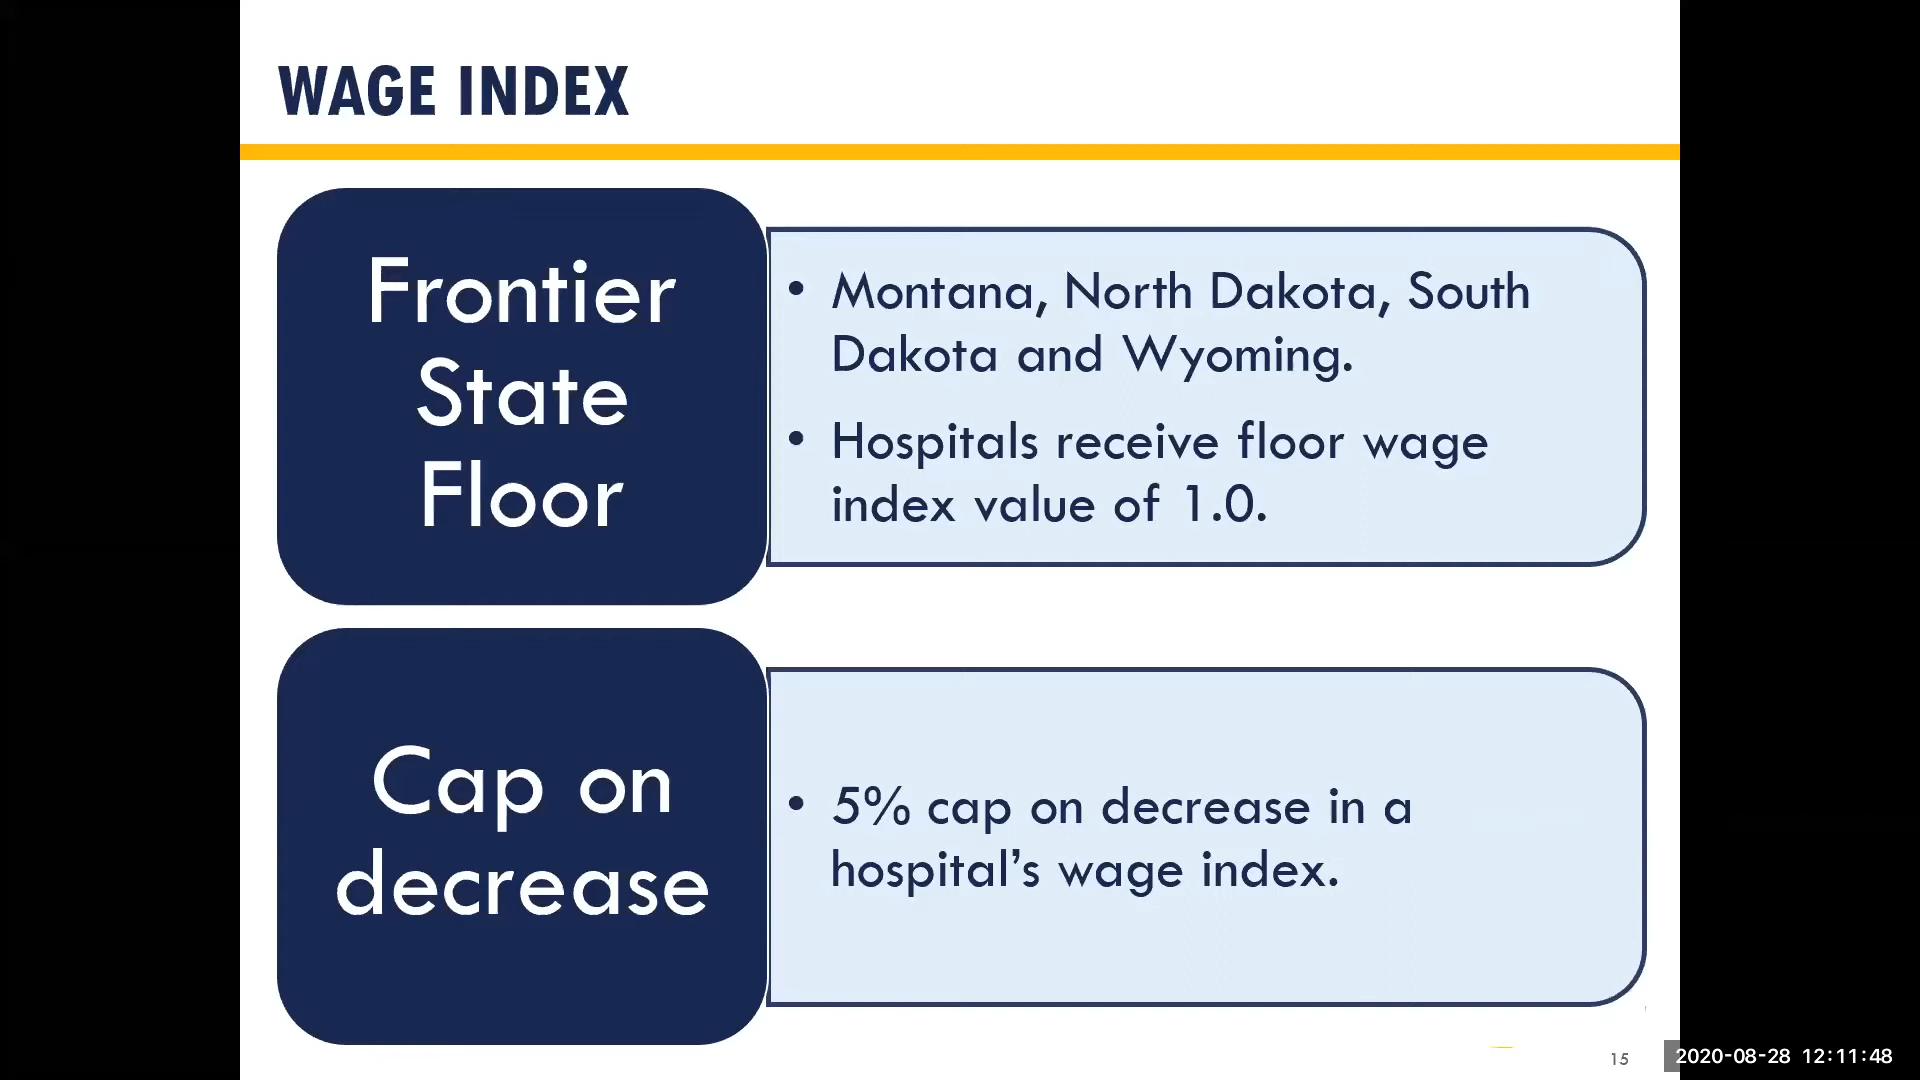 WAGE INDEX
Frontier
State
Floor
• Montana, North Dakota, South
Dakota and Wyoming.
• Hospitals receive floor wage
index value of 1.0.
Cap on
decrease
• 5% cap on decrease in a
hospital’s wage index.
15
2020-08-28 12:11:48